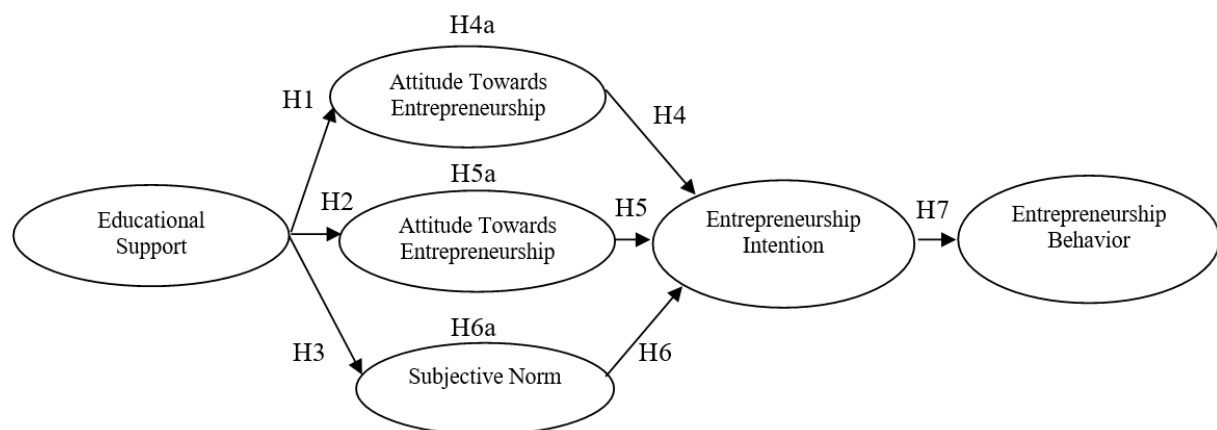 H4a
Attitude Towards
Entrepreneurship
H1
H4
H5a
H2
Attitude Towards
Entrepreneurship
H5
Educational
Support
Entrepreneurship
Intention
H7
Entrepreneurship
Behavior
H6a
H3
Subjective Norm
H6